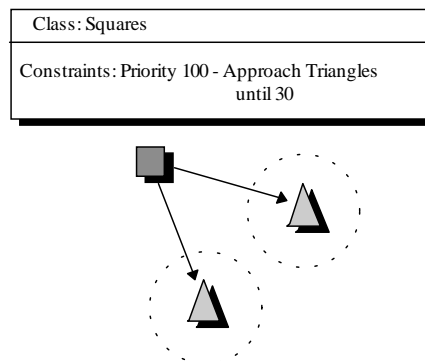 Class: Squares
Constraints: Priority 100 - Approach Triangles
until 30